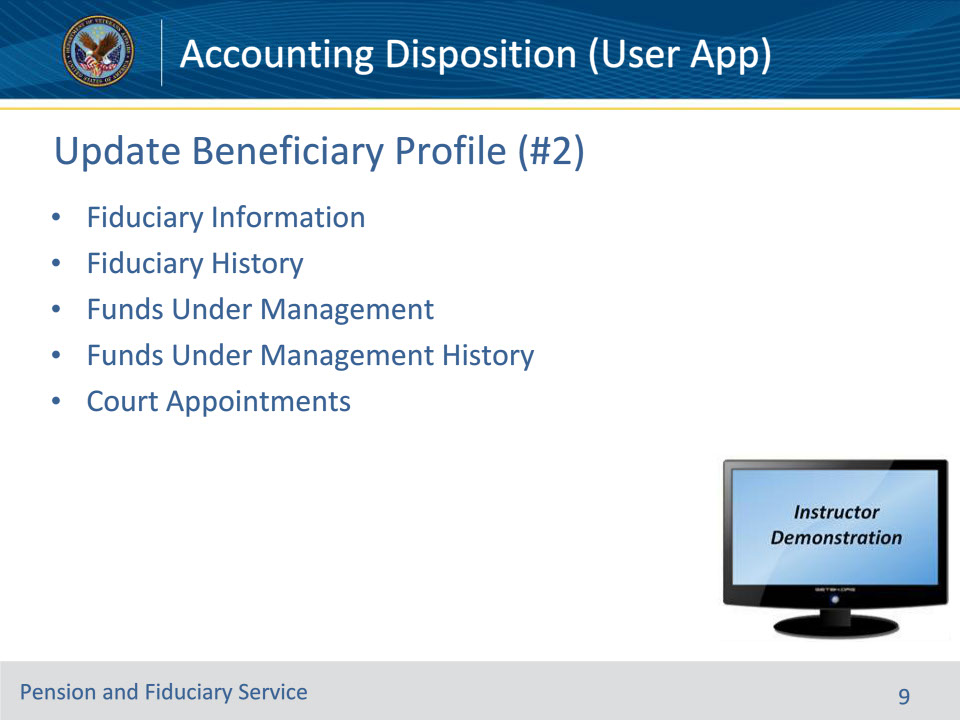 Accounting Disposition (User App)
Update Beneficiary Profile (#2)
• Fiduciary Information
• Fiduciary History
• Funds Under Management
• Funds Under Management History
• Court Appointments
Instructor
Demonstration
Pension and Fiduciary Service
9